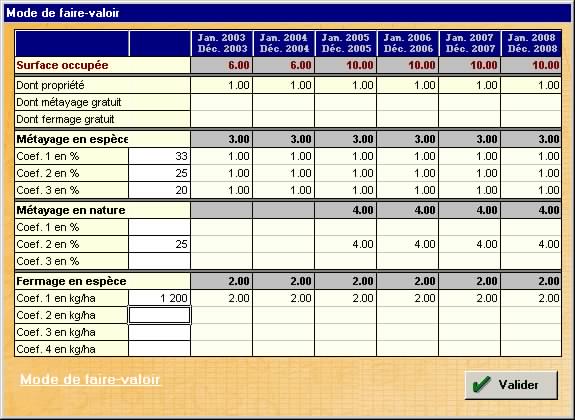 Mode de faire-valoir
Jan. 2003 Jan. 2004 Jan. 2005 Jan. 2006 Jan. 2007 Jan. 2008
Déc. 2003 Déc. 2004 Déc. 2005 Déc. 2006 Déc. 2007 Déc. 2008
Surface occupée 6.00 6.00 10.00 10.00 10.00 10.00
Dont propriété 1.00 1.00 1.00 1.00 1.00 1.00
Dont métayage gratuit
Dont fermage gratuit
Métayage en espèce 3.00 3.00 3.00 3.00 3.00 3.00
Coef. 1 en % 33 1.00 1.00 1.00 1.00 1.00 1.00
Coef. 2 en % 25 1.00 1.00 1.00 1.00 1.00 1.00
Coef. 3 en % 20 1.00 1.00 1.00 1.00 1.00 1.00
Métayage en nature 4.00 4.00 4.00 4.00
Coef. 1 en %
Coef. 2 en % 25 4.00 4.00 4.00 4.00
Coef. 3 en %
Fermage en espèce 2.00 2.00 2.00 2.00 2.00 2.00
Coef. 1 en kg/ha 1 200 2.00 2.00 2.00 2.00 2.00 2.00
Coef. 2 en kg/ha
Coef. 3 en kg/ha
Coef. 4 en kg/ha
Mode de faire-valoir
Valider